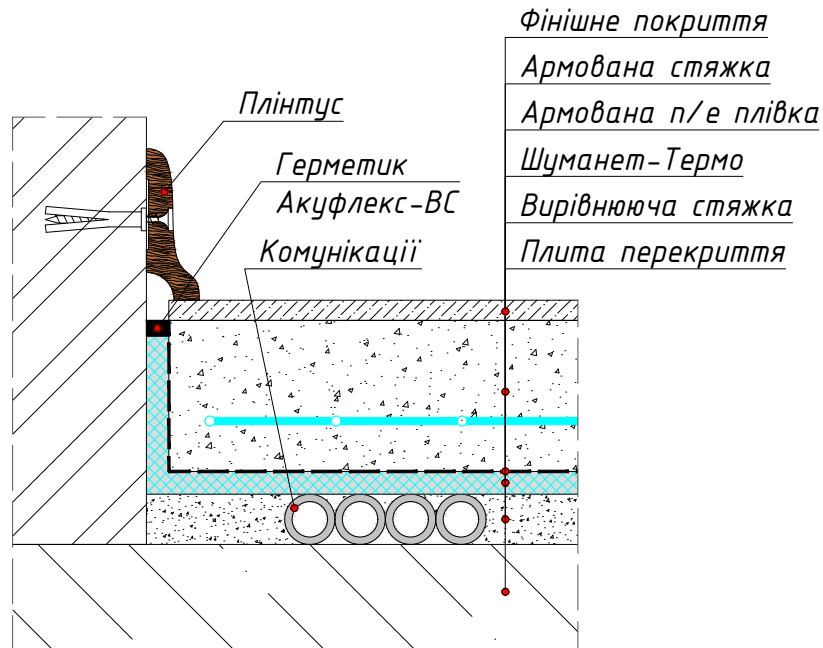 Фінішне покриття
Армована стяжка
Армована п/е плівка
Шуманет-Термо
Вирівнююча стяжка
Плита перекриття
Плінтус
Герметик
Акуфлекс-ВС
Комунікації